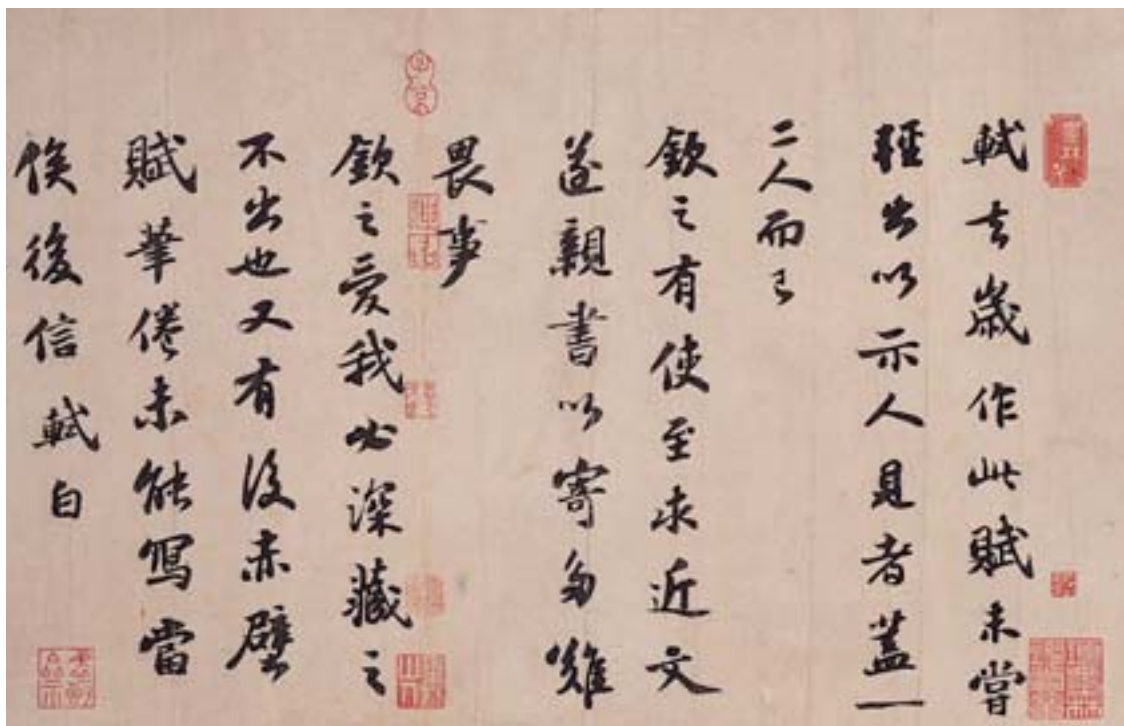 軾去歲作此賦未嘗
輕出以示人見者蓋一
二人而已
欽之有使至求近文
遂親書以寄多難
畏事
欽之愛我必深藏之
不出也又有後赤壁
賦筆倦未能寫當
俟後信軾白